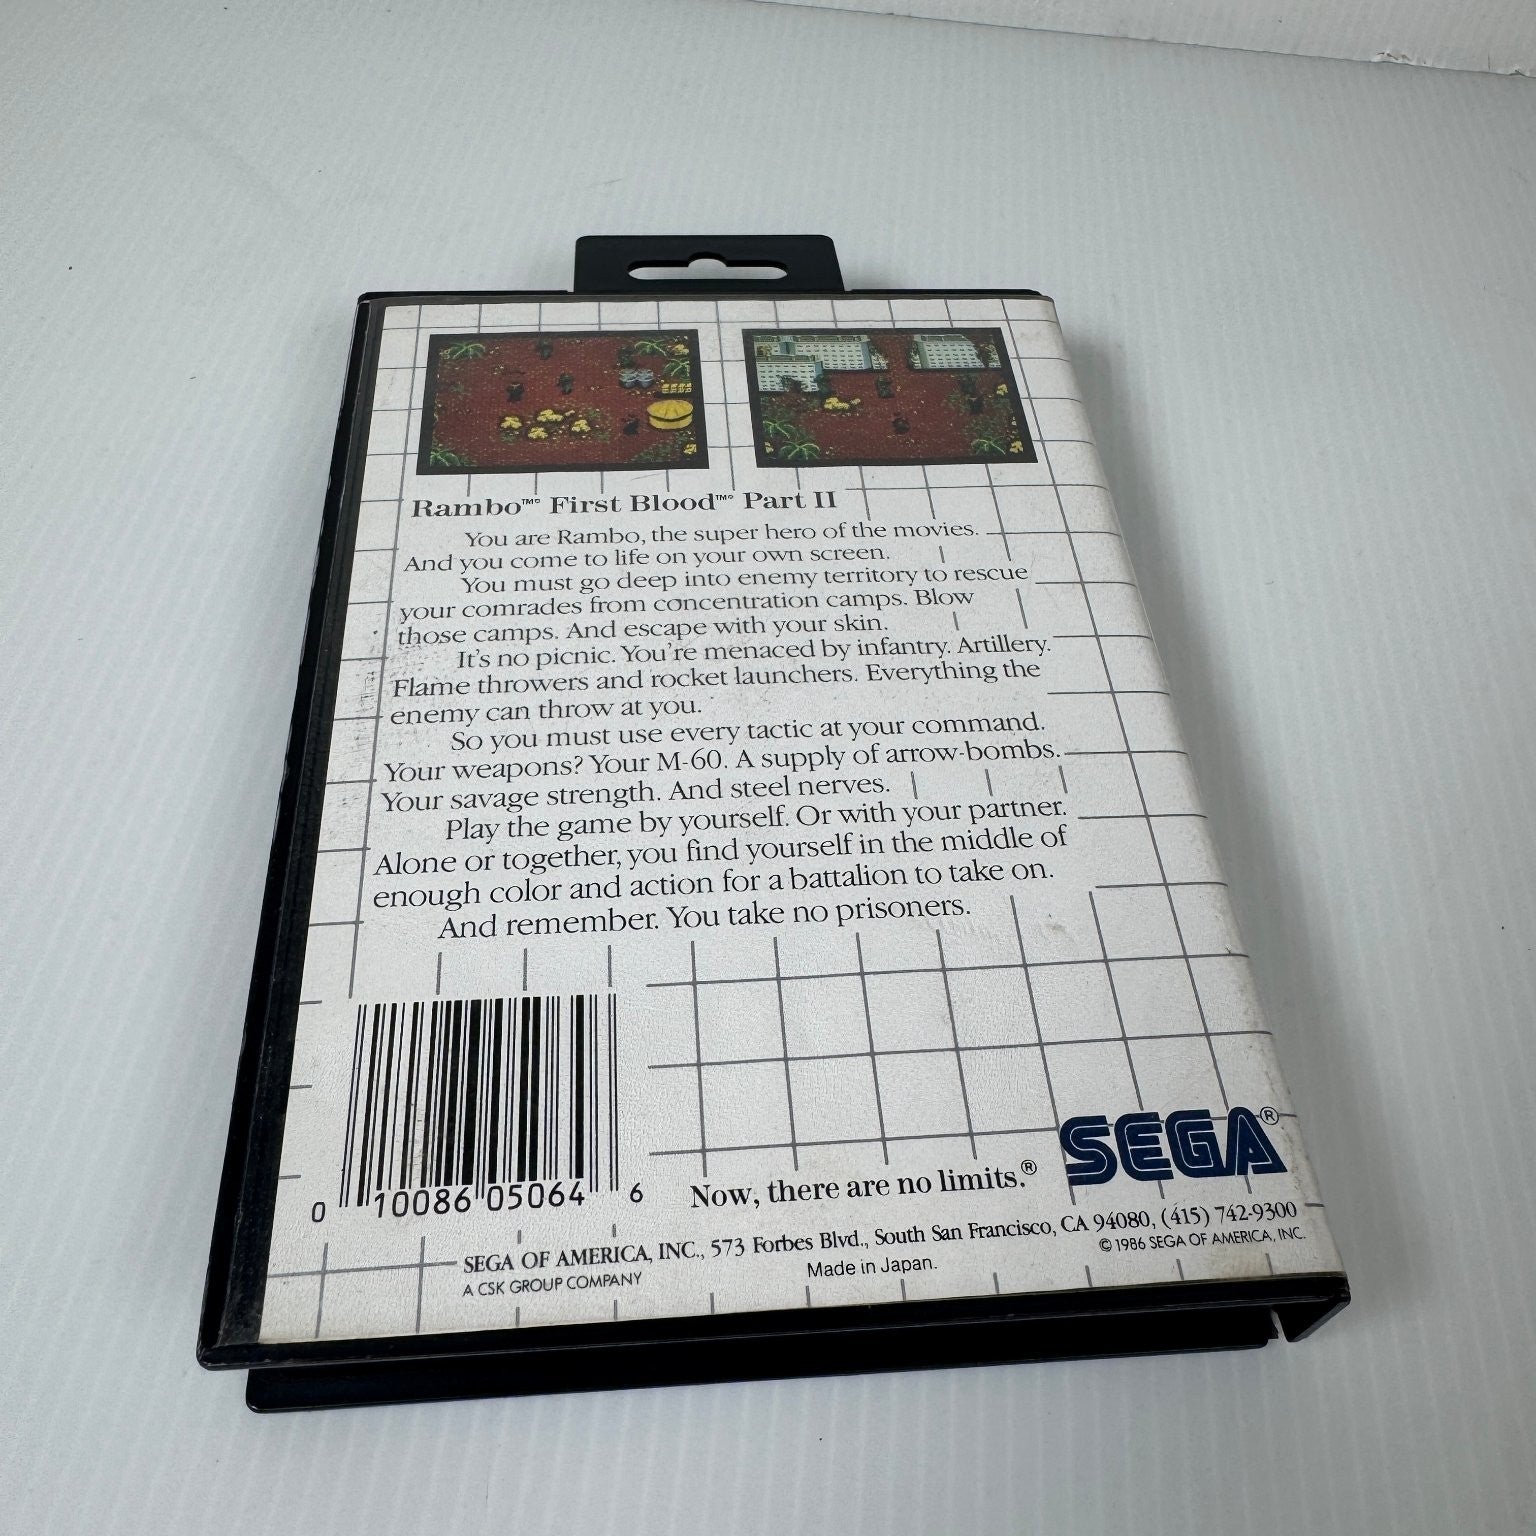 Rambo™ First Blood™ Part II
You are Rambo, the super hero of the movies.
And you come to life on your own screen.
You must go deep into enemy territory to rescue
your comrades from concentration camps. Blow
those camps. And escape with your skin.
It's no picnic. You're menaced by infantry. Artillery.
Flame throwers and rocket launchers. Everything the
enemy can throw at you.
So you must use every tactic at your command.
Your weapons? Your M-60. A supply of arrow-bombs.
Your savage strength. And steel nerves.
Play the game by yourself. Or with your partner.
Alone or together, you find yourself in the middle of
enough color and action for a battalion to take on.
And remember. You take no prisoners.
0 10086 05064 6
Now, there are no limits.®
SEGA®
SEGA OF AMERICA, INC., 573 Forbes Blvd., South San Francisco, CA 94080, (415) 742-9300
A CSK GROUP COMPANY
Made in Japan.
© 1986 SEGA OF AMERICA, INC.